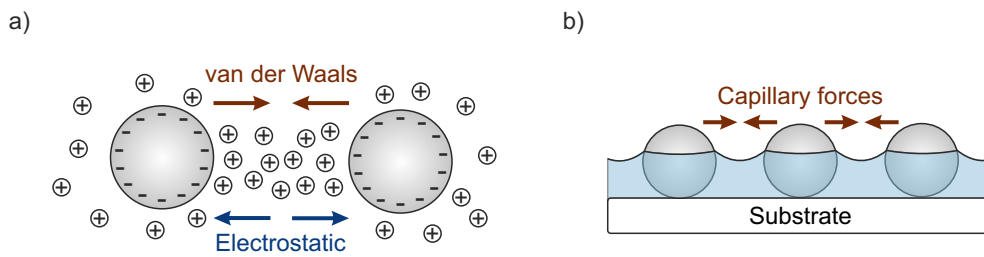 a)
van der Waals
Electrostatic
b)
Capillary forces
Substrate